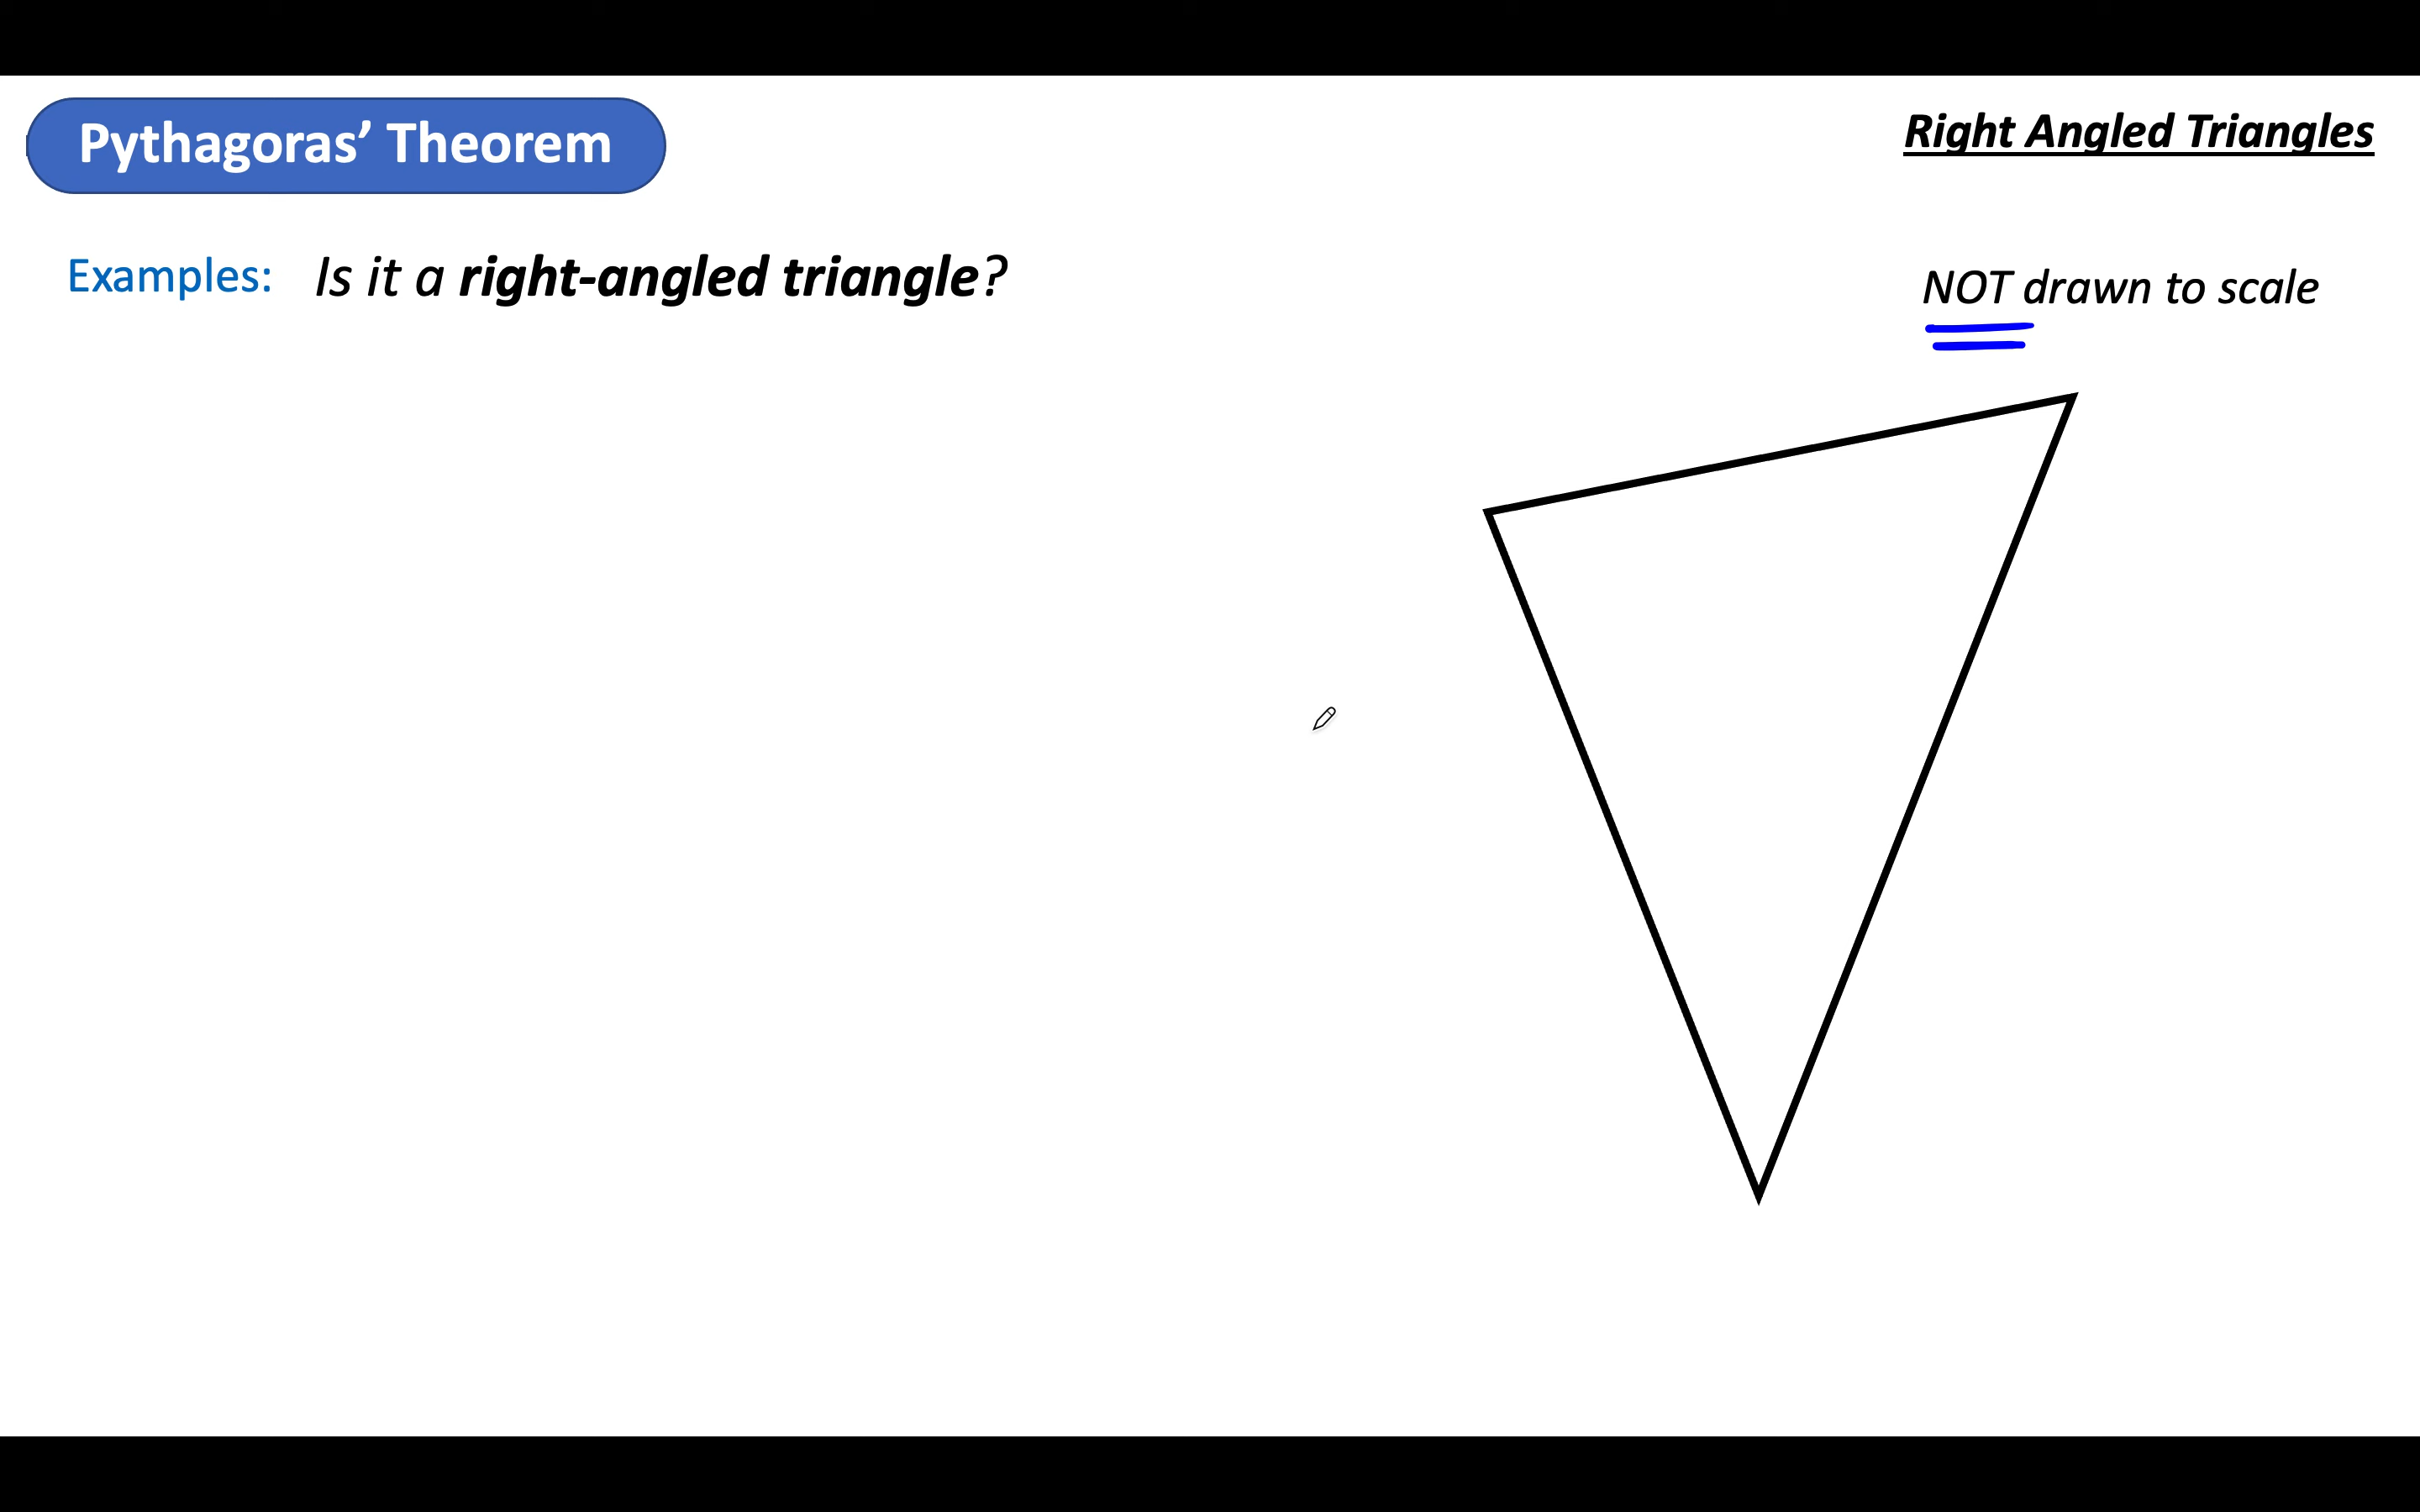 Pythagoras’ Theorem
Right Angled Triangles
Examples: Is it a right-angled triangle?
NOT drawn to scale